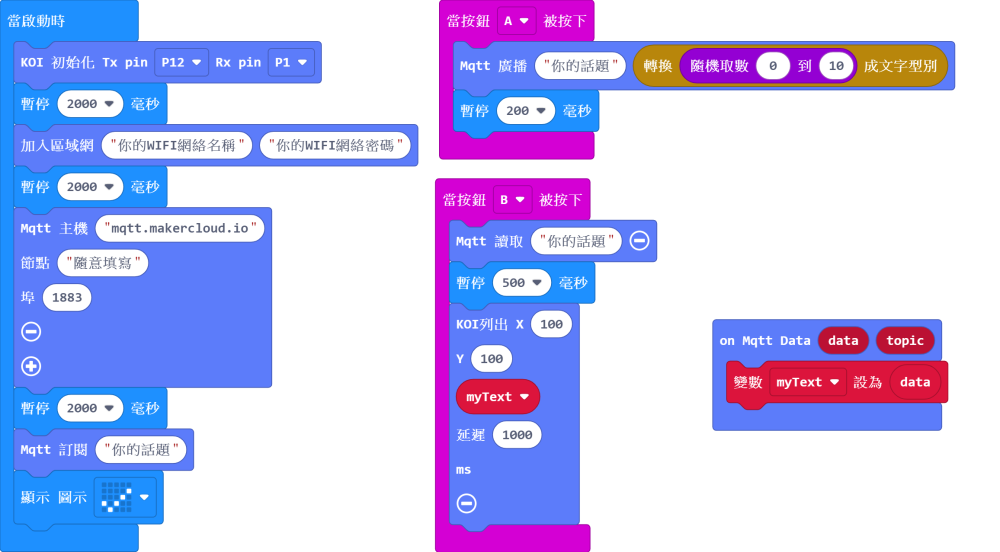 當啟動時
KOI 初始化 Tx pin P12 Rx pin P1
暫停 2000 毫秒
加入區域網 "你的WIFI網絡名稱" "你的WIFI網絡密碼"
暫停 2000 毫秒
Mqtt 主機 "mqtt.makercloud.io"
節點 "隨意填寫"
埠 1883
暫停 2000 毫秒
Mqtt 訂閱 "你的話題"
顯示 圖示
當按鈕 A 被按下
Mqtt 廣播 "你的話題" 轉換 隨機取數 0 到 10 成文字型別
暫停 200 毫秒
當按鈕 B 被按下
Mqtt 讀取 "你的話題"
暫停 500 毫秒
KOI列出 X 100
Y 100
myText
延遲 1000
ms
on Mqtt Data data topic
變數 myText 設為 data